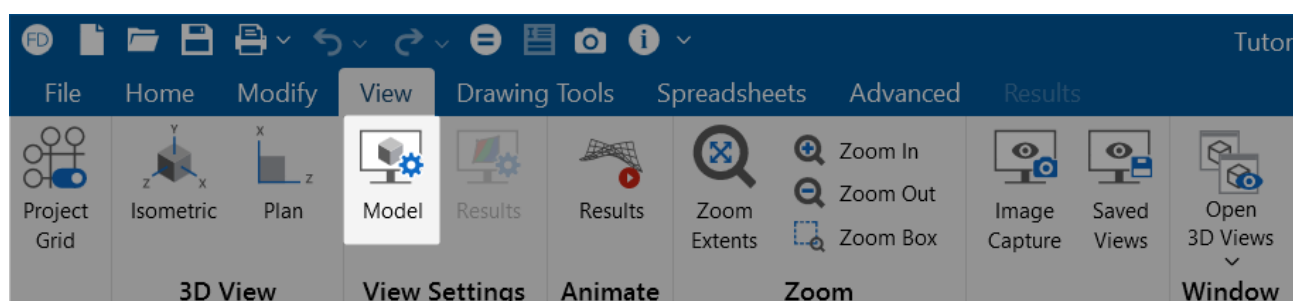 FD
Tutor
File Home Modify View Drawing Tools Spreadsheets Advanced Results
Y
z x
X
z
Project
Grid
Isometric
Plan
Model
Results
Results
Zoom
Extents
Zoom In
Zoom Out
Zoom Box
Image
Capture
Saved
Views
Open
3D Views
3D View View Settings Animate Zoom Window